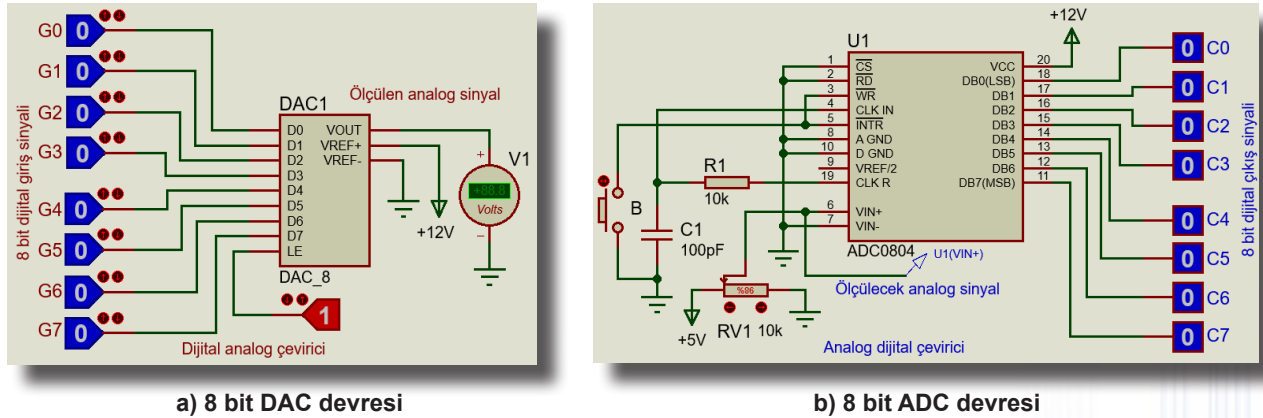 G0 0
G1 0
G2 0
G3 0
G4 0
G5 0
G6 0
G7 0
8 bit dijital giriş sinyali
DAC1
Ölçülen analog sinyal
D0 VOUT
D1 VREF+
D2 VREF-
D3
D4
D5
D6
D7
LE
DAC_8
1
+12V
V1
+
+88.8
Volts
−
Dijital analog çevirici
a) 8 bit DAC devresi
U1
+12V
1 CS VCC 20
2 RD DB0(LSB) 18
3 WR DB1 17
4 CLK IN DB2 16
5 INTR DB3 15
8 A GND DB4 14
10 D GND DB5 13
9 VREF/2 DB6 12
19 CLK R DB7(MSB) 11
6 VIN+
7 VIN-
ADC0804
U1(VIN+)
Ölçülecek analog sinyal
R1
10k
B
C1
100pF
%86
+5V
RV1 10k
Analog dijital çevirici
0 C0
0 C1
0 C2
0 C3
0 C4
0 C5
0 C6
0 C7
8 bit dijital çıkış sinyali
b) 8 bit ADC devresi